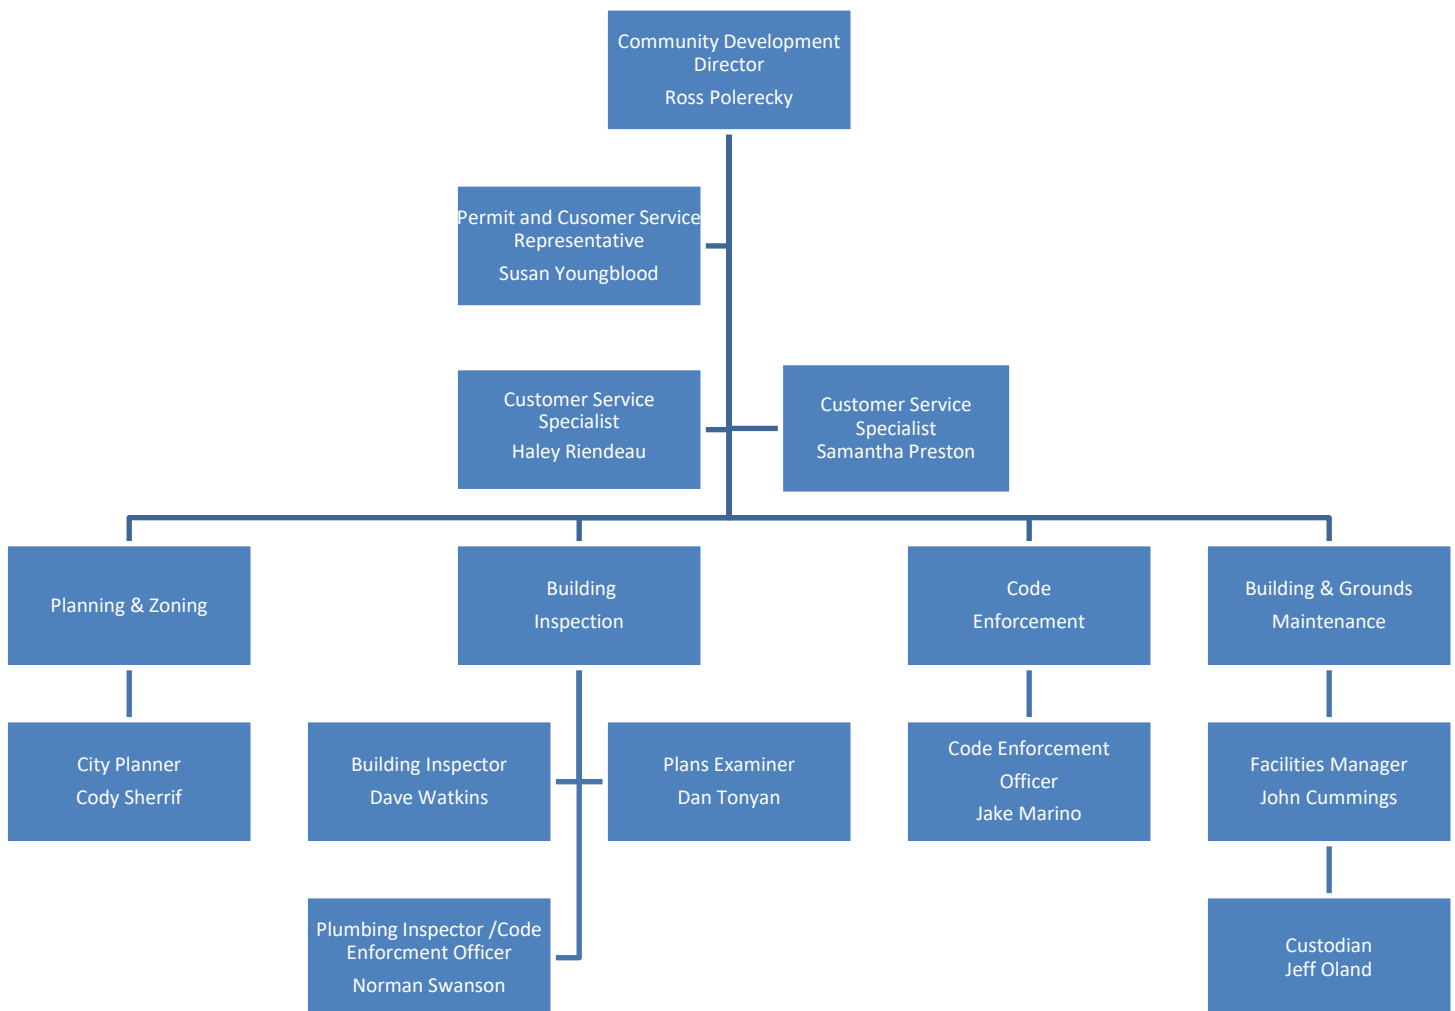 Community Development
Director
Ross Polerecky
Permit and Cusomer Service
Representative
Susan Youngblood
Customer Service
Specialist
Haley Riendeau
Customer Service
Specialist
Samantha Preston
Planning & Zoning
Building
Inspection
Code
Enforcement
Building & Grounds
Maintenance
City Planner
Cody Sherrif
Building Inspector
Dave Watkins
Plans Examiner
Dan Tonyan
Code Enforcement
Officer
Jake Marino
Facilities Manager
John Cummings
Plumbing Inspector /Code
Enforcment Officer
Norman Swanson
Custodian
Jeff Oland